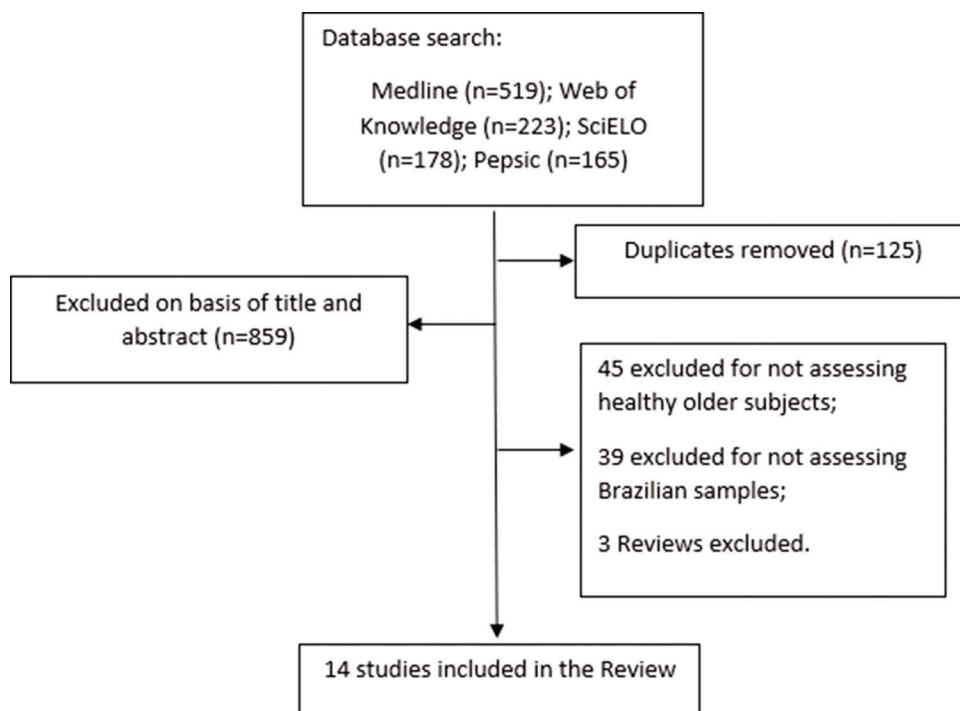 Database search:
Medline (n=519); Web of
Knowledge (n=223); SciELO
(n=178); Pepsic (n=165)
Duplicates removed (n=125)
Excluded on basis of title and
abstract (n=859)
45 excluded for not assessing
healthy older subjects;
39 excluded for not assessing
Brazilian samples;
3 Reviews excluded.
14 studies included in the Review